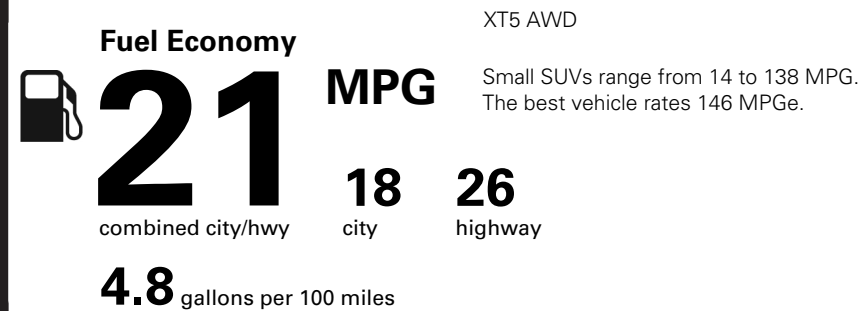 XT5 AWD
Fuel Economy
21 MPG
Small SUVs range from 14 to 138 MPG.
The best vehicle rates 146 MPGe.
18 26
combined city/hwy city highway
4.8 gallons per 100 miles